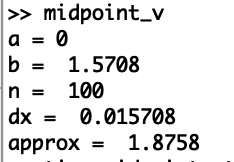 >> midpoint_v
a = 0
b =  1.5708
n =  100
dx =  0.015708
approx =  1.8758